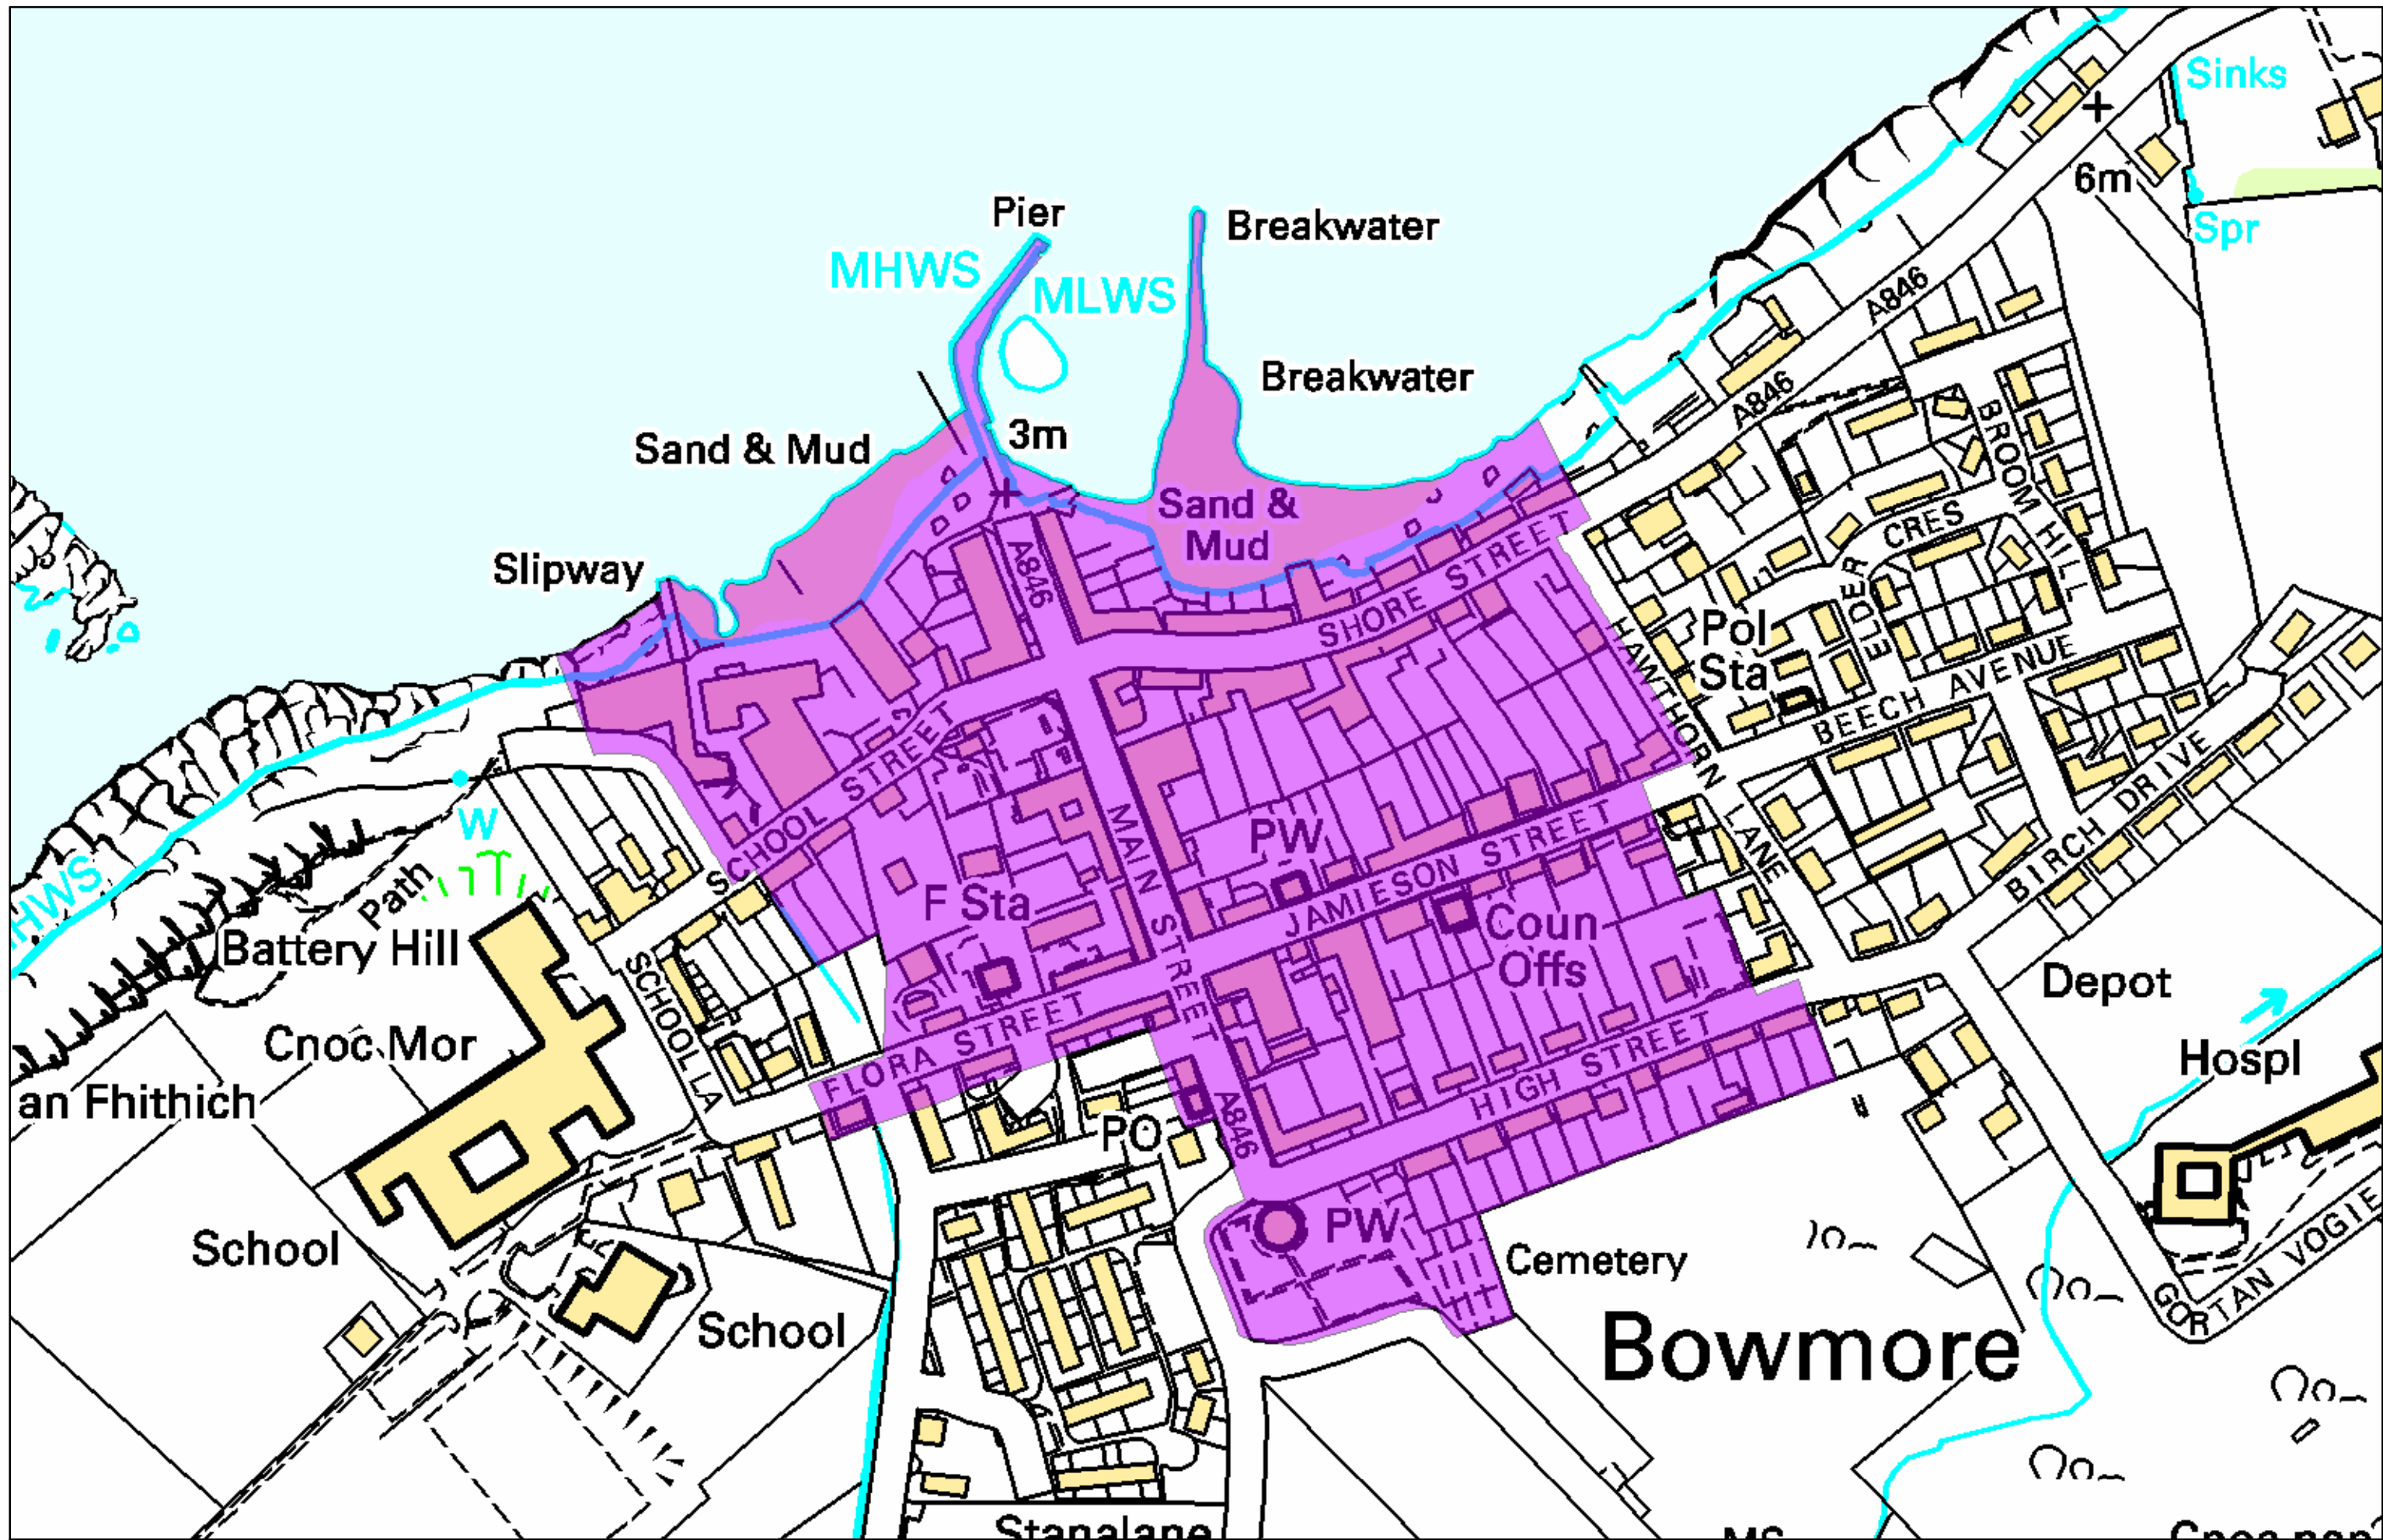 Sinks
6m
Spr
Pier
Breakwater
MHWS
MLWS
A846
Breakwater
A846
3m
Sand & Mud
Sand &
Mud
BROOM HILL
ELDER CRES
Slipway
A846
SHORE STREET
HAWTHORN LANE
Pol
Sta
BEECH AVENUE
SCHOOL STREET
W
MAIN STREET
PW
JAMIESON STREET
BIRCH DRIVE
MHWS
Path
Battery Hill
F Sta
Coun
Offs
SCHOOL LA
Depot
Cnoc Mor
FLORA STREET
HIGH STREET
Hospl
an Fhithich
PO
A846
School
PW
Cemetery
GORTAN VOGIE
School
Bowmore
Stanalane
MS